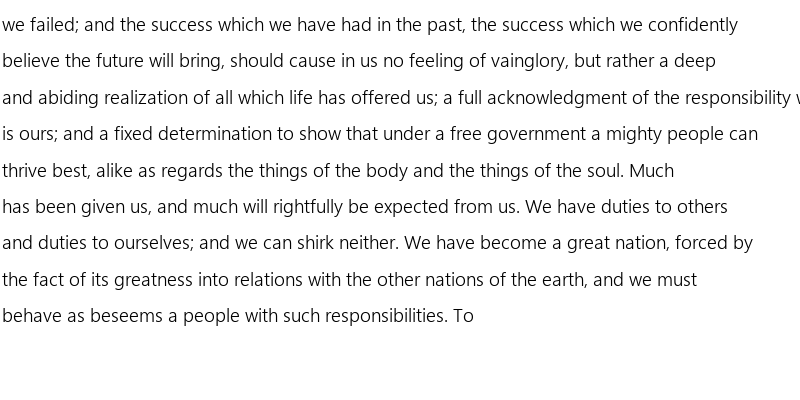 we failed; and the success which we have had in the past, the success which we confidently
believe the future will bring, should cause in us no feeling of vainglory, but rather a deep
and abiding realization of all which life has offered us; a full acknowledgment of the responsibility
is ours; and a fixed determination to show that under a free government a mighty people can
thrive best, alike as regards the things of the body and the things of the soul. Much
has been given us, and much will rightfully be expected from us. We have duties to others
and duties to ourselves; and we can shirk neither. We have become a great nation, forced by
the fact of its greatness into relations with the other nations of the earth, and we must
behave as beseems a people with such responsibilities. To